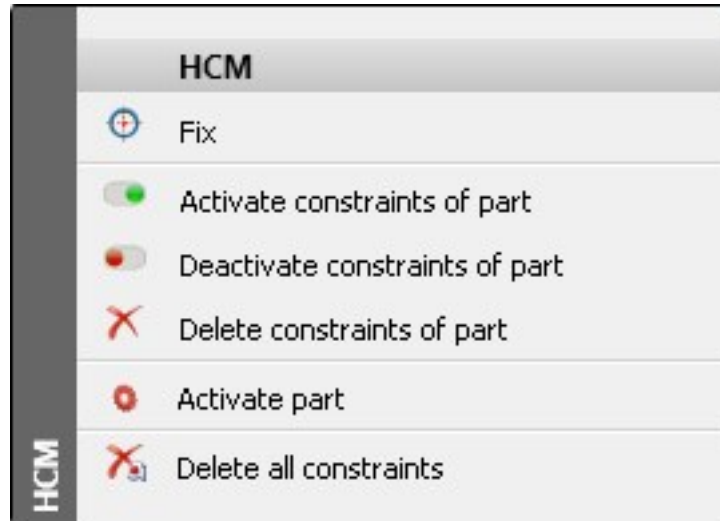 HCM
Fix
Activate constraints of part
Deactivate constraints of part
Delete constraints of part
Activate part
Delete all constraints
HCM